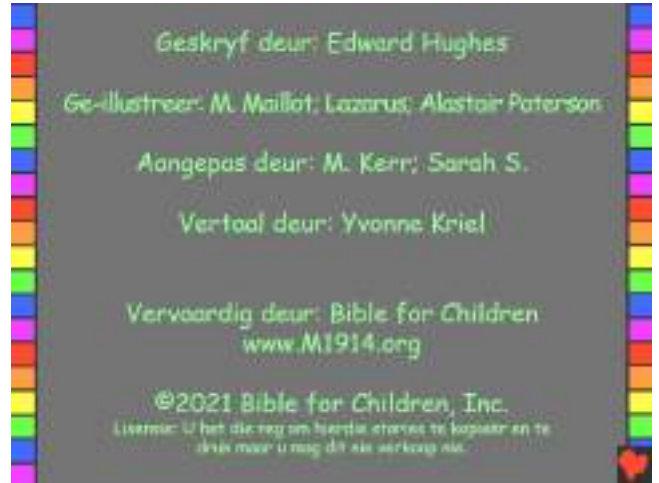 Geskryf deur: Edward Hughes
Ge-illustreer: M. Maillot; Lazarus; Alastair Paterson
Aangepas deur: M. Kerr; Sarah S.
Vertaal deur: Yvonne Kriel
Vervaardig deur: Bible for Children
www.M1914.org
©2021 Bible for Children, Inc.
Lisensie: U het die reg om hierdie stories te kopieer en te
druk maar u mag dit nie verkoop nie.